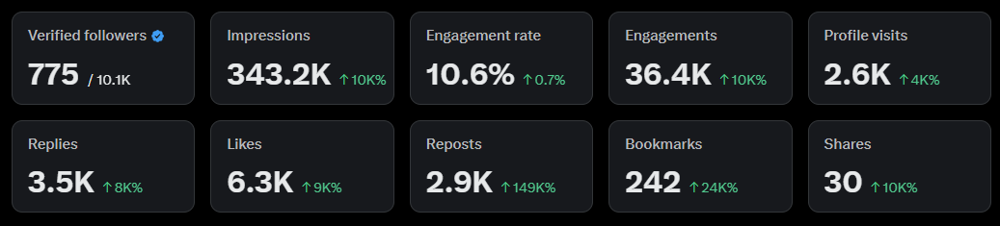 Verified followers
775 / 10.1K
Impressions
343.2K ↑10K%
Engagement rate
10.6% ↑0.7%
Engagements
36.4K ↑10K%
Profile visits
2.6K ↑4K%
Replies
3.5K ↑8K%
Likes
6.3K ↑9K%
Reposts
2.9K ↑149K%
Bookmarks
242 ↑24K%
Shares
30 ↑10K%